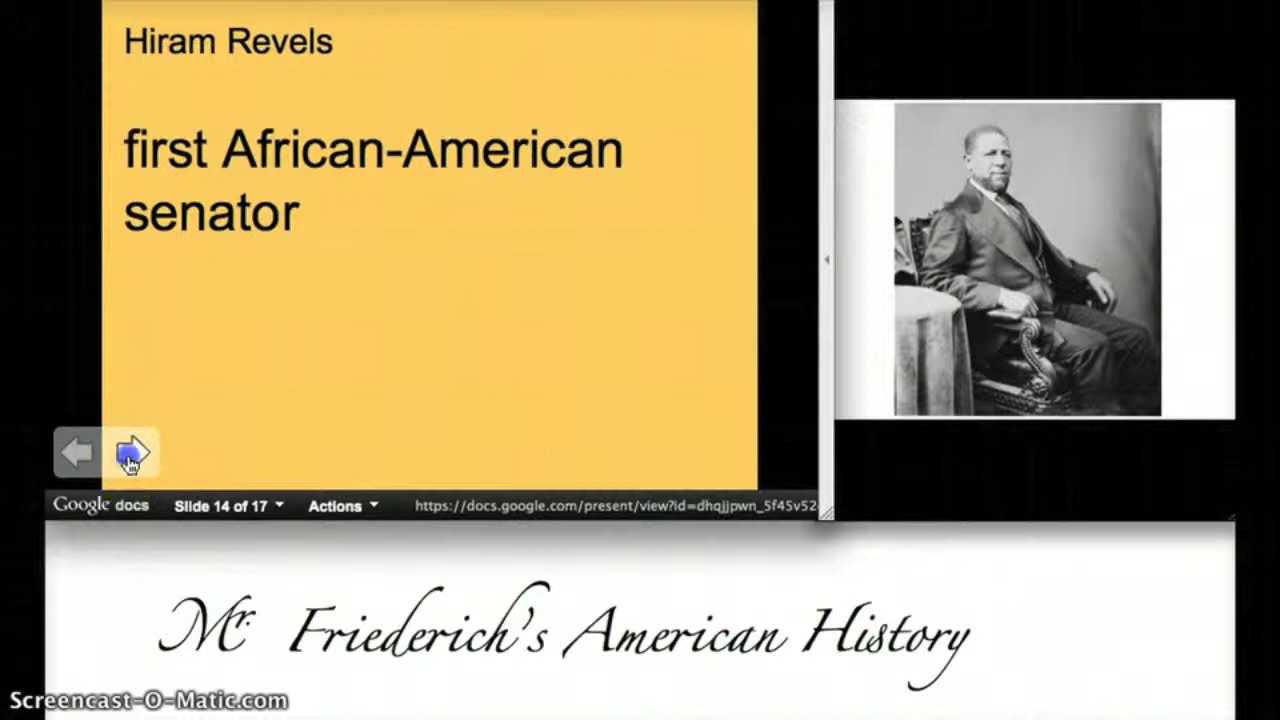 Hiram Revels
first African-American
senator
Google docs Slide 14 of 17 Actions https://docs.google.com/present/view?id=dhqjjpwn_5f45v52
Mr. Friederich's American History
Screencast-O-Matic.com